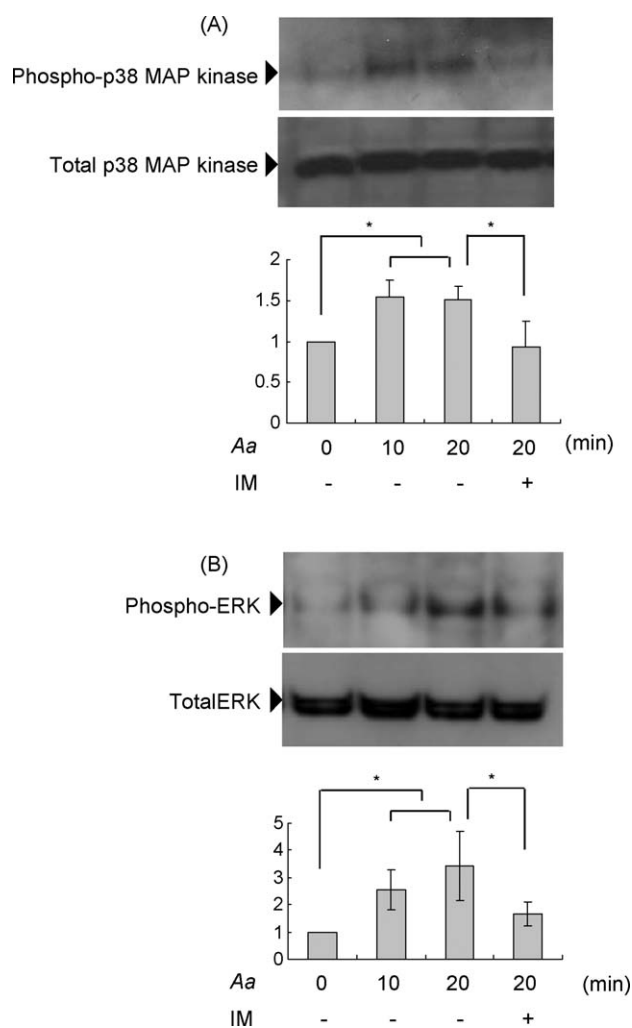 (A)
Phospho-p38 MAP kinase
Total p38 MAP kinase
* *
2
1.5
1
0.5
0
Aa 0 10 20 20 (min)
IM - - - +
(B)
Phospho-ERK
TotalERK
* *
5
4
3
2
1
0
Aa 0 10 20 20 (min)
IM - - - +